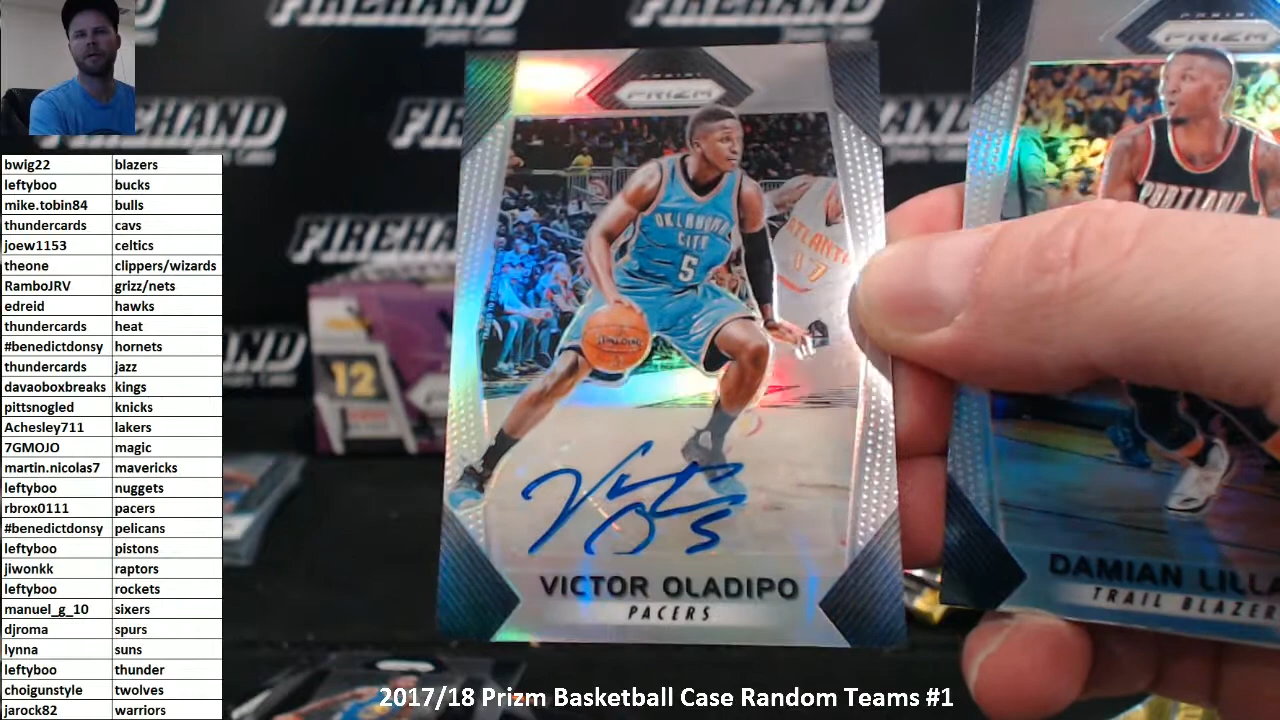 FIREHAND
bwig22 blazers
leftyboo bucks
mike.tobin84 bulls
thundercards cavs
joew1153 celtics
theone clippers/wizards
RamboJRV grizz/nets
edreid hawks
thundercards heat
#benedictdonsy hornets
thundercards jazz
davaoboxbreaks kings
pittsnogled knicks
Achesley711 lakers
7GMOJO magic
martin.nicolas7 mavericks
leftyboo nuggets
rbrox0111 pacers
#benedictdonsy pelicans
leftyboo pistons
jiwonkk raptors
leftyboo rockets
manuel_g_10 sixers
djroma spurs
lynna suns
leftyboo thunder
choigunstyle twolves
jarock82 warriors
FIREHAND
12
PANINI
PRIZM
OKLAHOMA
CITY
5
ATLANTA
17
SPALDING
VICTOR OLADIPO
PACERS
PRIZM
PORTLAND
DAMIAN LILLA
TRAIL BLAZER
2017/18 Prizm Basketball Case Random Teams #1